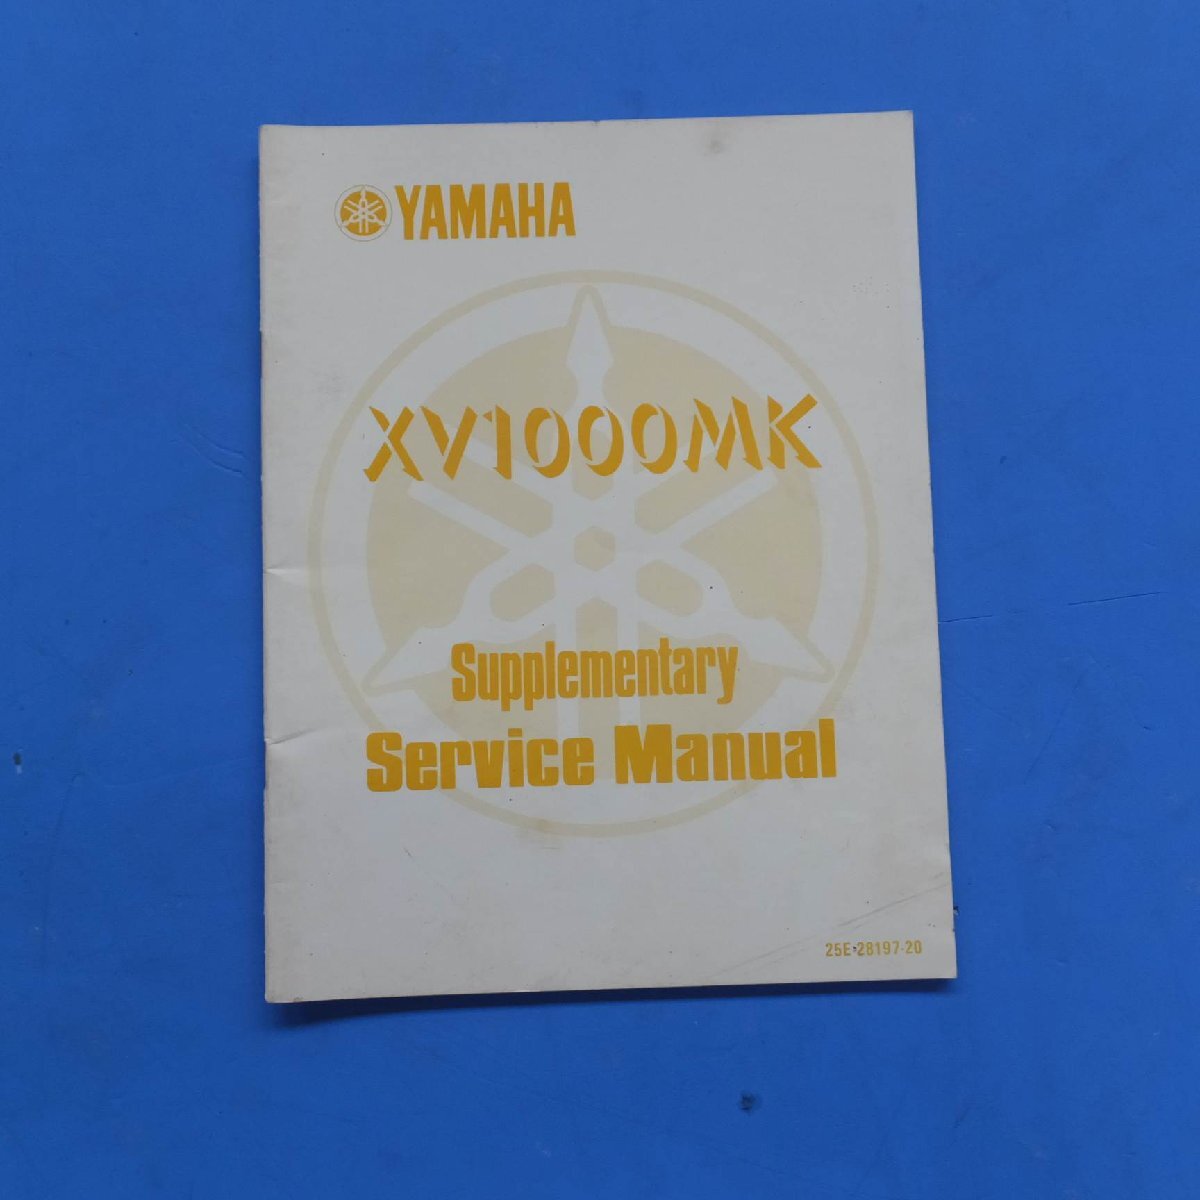 YAMAHA
XV1000MK
Supplementary
Service Manual
25E-28197-20